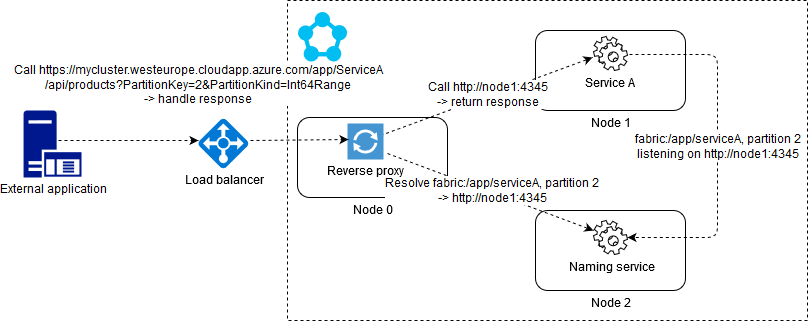 Call https://mycluster.westeurope.cloudapp.azure.com/app/ServiceA
/api/products?PartitionKey=2&PartitionKind=Int64Range
-> handle response
External application
Load balancer
Reverse proxy
Node 0
Call http://node1:4345
-> return response
Service A
Node 1
fabric:/app/serviceA, partition 2
listening on http://node1:4345
Resolve fabric:/app/serviceA, partition 2
-> http://node1:4345
Naming service
Node 2